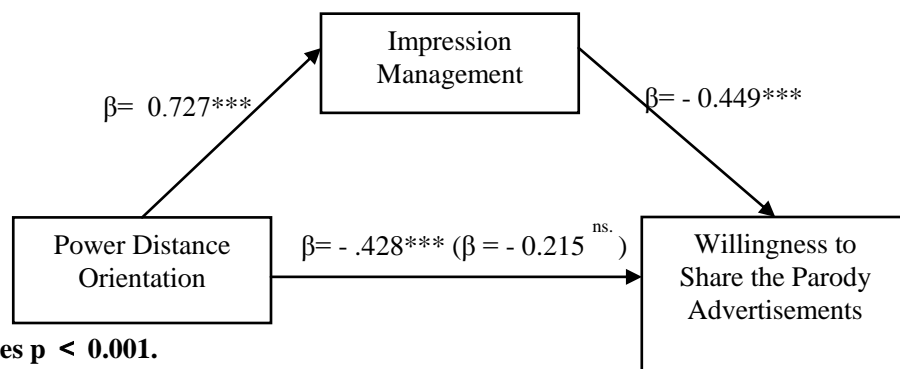 Impression
Management
β= 0.727***
β= - 0.449***
Power Distance
Orientation
β= - .428*** (β = - 0.215 ns. )
Willingness to
Share the Parody
Advertisements
es p < 0.001.